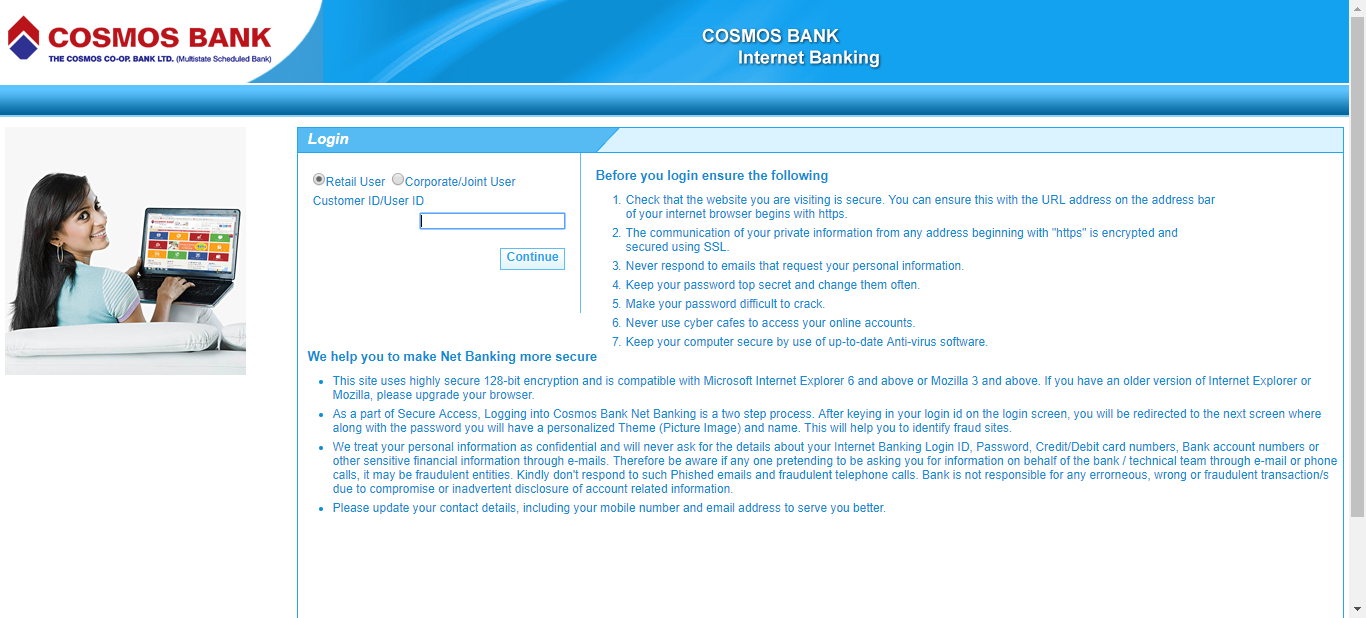 COSMOS BANK
THE COSMOS CO-OP. BANK LTD. (Multistate Scheduled Bank)
COSMOS BANK
Internet Banking
Login
Retail User Corporate/Joint User
Customer ID/User ID
Continue
Before you login ensure the following
1. Check that the website you are visiting is secure. You can ensure this with the URL address on the address bar
of your internet browser begins with https.
2. The communication of your private information from any address beginning with "https" is encrypted and
secured using SSL.
3. Never respond to emails that request your personal information.
4. Keep your password top secret and change them often.
5. Make your password difficult to crack.
6. Never use cyber cafes to access your online accounts.
7. Keep your computer secure by use of up-to-date Anti-virus software.
We help you to make Net Banking more secure
• This site uses highly secure 128-bit encryption and is compatible with Microsoft Internet Explorer 6 and above or Mozilla 3 and above. If you have an older version of Internet Explorer or
Mozilla, please upgrade your browser.
• As a part of Secure Access, Logging into Cosmos Bank Net Banking is a two step process. After keying in your login id on the login screen, you will be redirected to the next screen where
along with the password you will have a personalized Theme (Picture Image) and name. This will help you to identify fraud sites.
• We treat your personal information as confidential and will never ask for the details about your Internet Banking Login ID, Password, Credit/Debit card numbers, Bank account numbers or
other sensitive financial information through e-mails. Therefore be aware if any one pretending to be asking you for information on behalf of the bank / technical team through e-mail or phone
calls, it may be fraudulent entities. Kindly don't respond to such Phished emails and fraudulent telephone calls. Bank is not responsible for any errorneous, wrong or fraudulent transaction/s
due to compromise or inadvertent disclosure of account related information.
• Please update your contact details, including your mobile number and email address to serve you better.